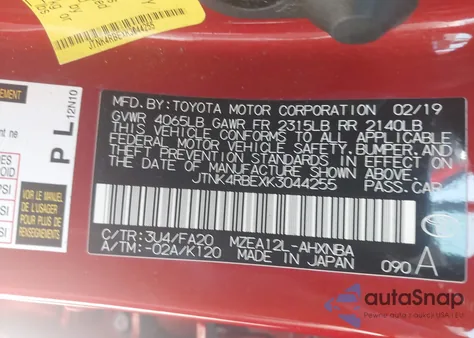 JTNK4RBEXK3044255
MFD. BY: TOYOTA MOTOR CORPORATION 02/19
GVWR 4065LB GAWR FR 2315LB RR 2140LB
THIS VEHICLE CONFORMS TO ALL APPLICABLE
FEDERAL MOTOR VEHICLE SAFETY, BUMPER, AND
THEFT PREVENTION STANDARDS IN EFFECT ON THE DATE
OF MANUFACTURE SHOWN ABOVE.
JTNK4RBEXK3044255 PASS.CAR
C/TR: 3U4/FA20 MZEA12L-AHXNBA
A/TM: -02A/K120 MADE IN JAPAN 090 A
PL 12N10
VOIR LE MANUEL
DE L'USAGER
POUR PLUS DE
RENSEIGNEMENTS
autoSnap